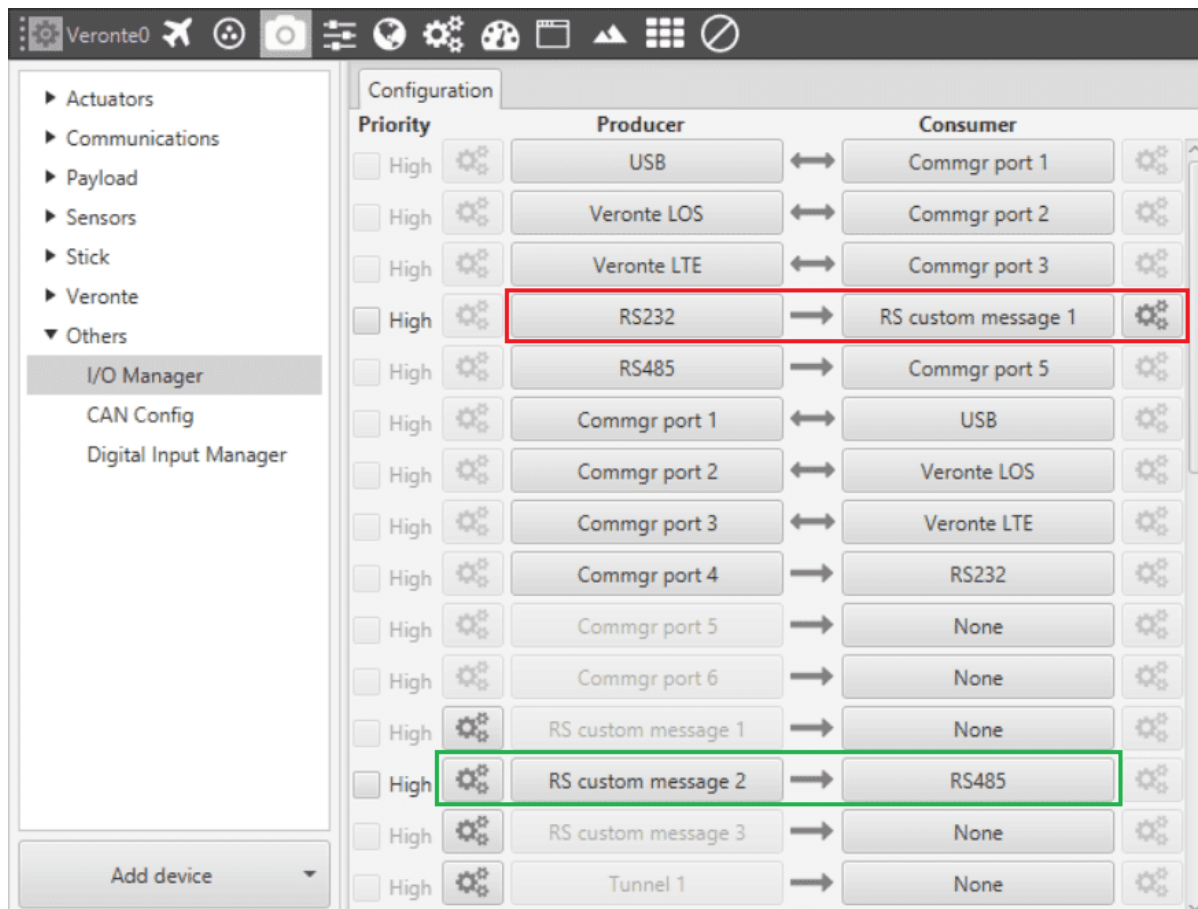 Veronte0
Actuators
Communications
Payload
Sensors
Stick
Veronte
Others
I/O Manager
CAN Config
Digital Input Manager
Add device
Configuration
Priority Producer Consumer
High USB Commgr port 1
High Veronte LOS Commgr port 2
High Veronte LTE Commgr port 3
High RS232 RS custom message 1
High RS485 Commgr port 5
High Commgr port 1 USB
High Commgr port 2 Veronte LOS
High Commgr port 3 Veronte LTE
High Commgr port 4 RS232
High Commgr port 5 None
High Commgr port 6 None
High RS custom message 1 None
High RS custom message 2 RS485
High RS custom message 3 None
High Tunnel 1 None